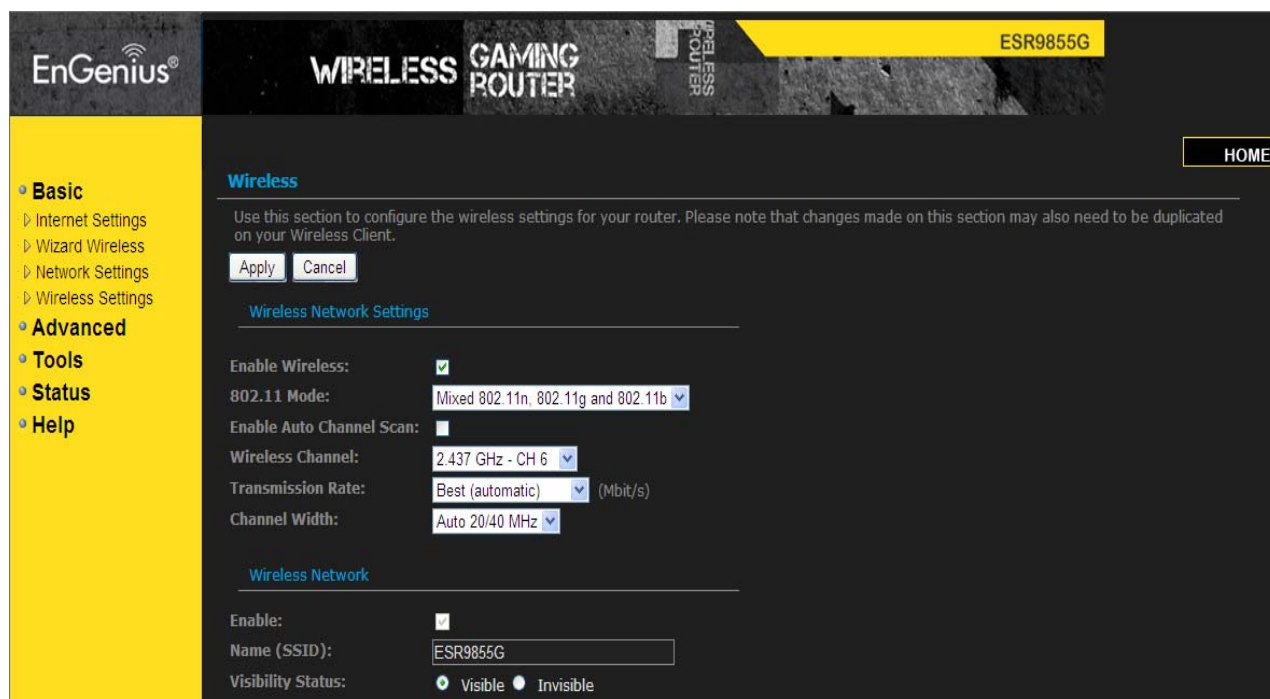 EnGenius®
WIRELESS GAMING ROUTER
WIRELESS ROUTER
ESR9855G
HOME
Basic
Internet Settings
Wizard Wireless
Network Settings
Wireless Settings
Advanced
Tools
Status
Help
Wireless
Use this section to configure the wireless settings for your router. Please note that changes made on this section may also need to be duplicated
on your Wireless Client.
Apply Cancel
Wireless Network Settings
Enable Wireless:
802.11 Mode: Mixed 802.11n, 802.11g and 802.11b
Enable Auto Channel Scan:
Wireless Channel: 2.437 GHz - CH 6
Transmission Rate: Best (automatic) (Mbit/s)
Channel Width: Auto 20/40 MHz
Wireless Network
Enable:
Name (SSID): ESR9855G
Visibility Status: Visible Invisible